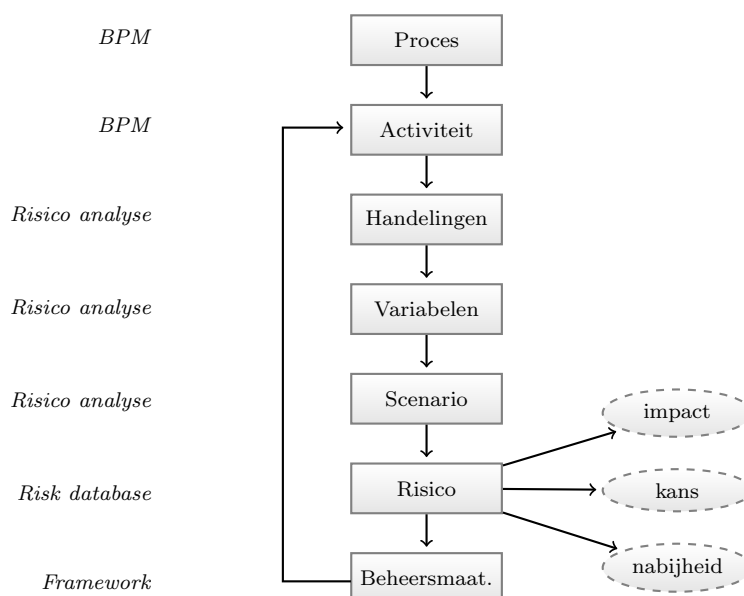 BPM
Proces
BPM
Activiteit
Risico analyse
Handelingen
Risico analyse
Variabelen
Risico analyse
Scenario
impact
Risk database
Risico
kans
nabijheid
Framework
Beheersmaat.